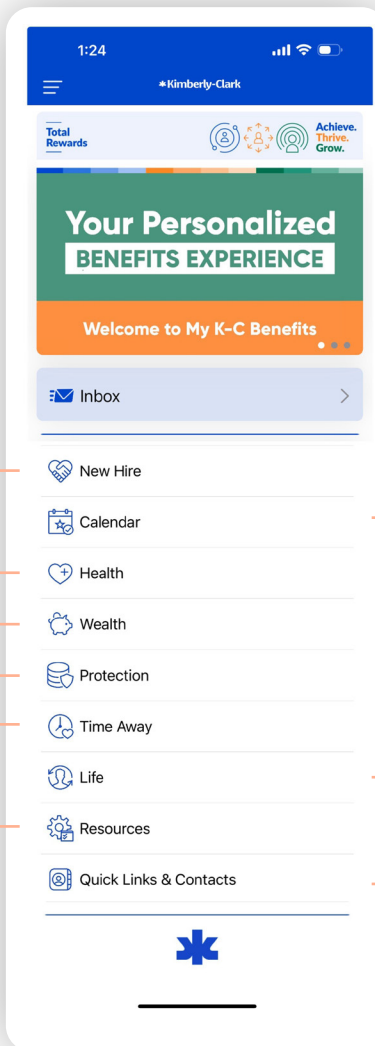 1:24
*Kimberly-Clark
Total
Rewards
Achieve.
Thrive.
Grow.
Your Personalized
BENEFITS EXPERIENCE
Welcome to My K-C Benefits
Inbox
New Hire
Calendar
Health
Wealth
Protection
Time Away
Life
Resources
Quick Links & Contacts